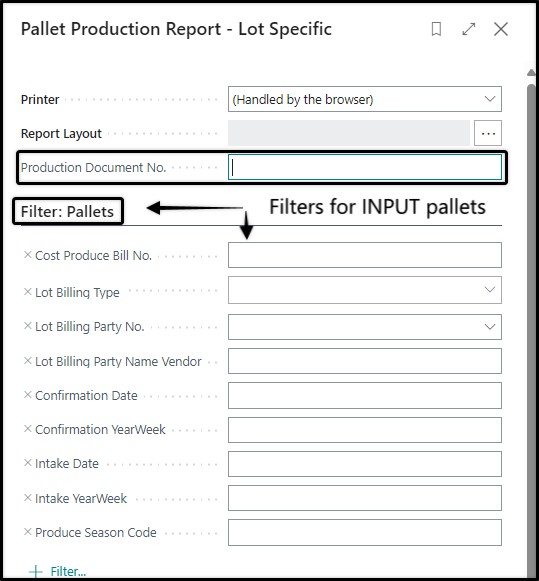 Pallet Production Report - Lot Specific
Printer (Handled by the browser)
Report Layout ...
Production Document No.
Filter: Pallets Filters for INPUT pallets
× Cost Produce Bill No.
× Lot Billing Type
× Lot Billing Party No.
× Lot Billing Party Name Vendor
× Confirmation Date
× Confirmation YearWeek
× Intake Date
× Intake YearWeek
× Produce Season Code
+ Filter...